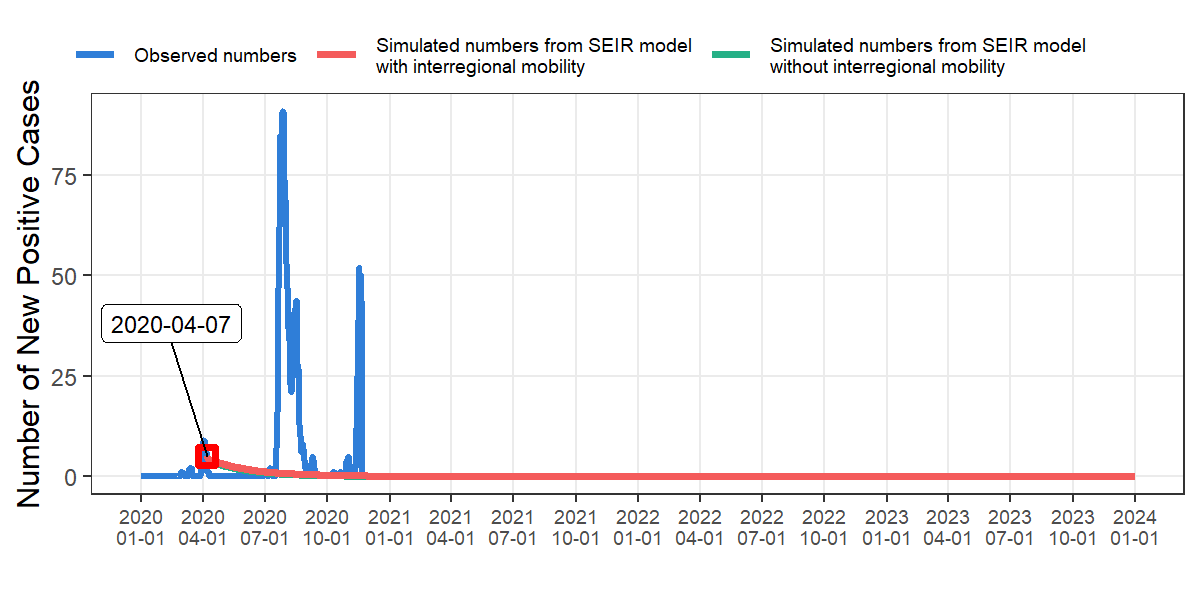 Observed numbers
Simulated numbers from SEIR model
with interregional mobility
Simulated numbers from SEIR model
without interregional mobility
Number of New Positive Cases
75
50
25
0
2020-04-07
2020 2020 2020 2020 2021 2021 2021 2021 2022 2022 2022 2022 2023 2023 2023 2023 2024
01-01 04-01 07-01 10-01 01-01 04-01 07-01 10-01 01-01 04-01 07-01 10-01 01-01 04-01 07-01 10-01 01-01